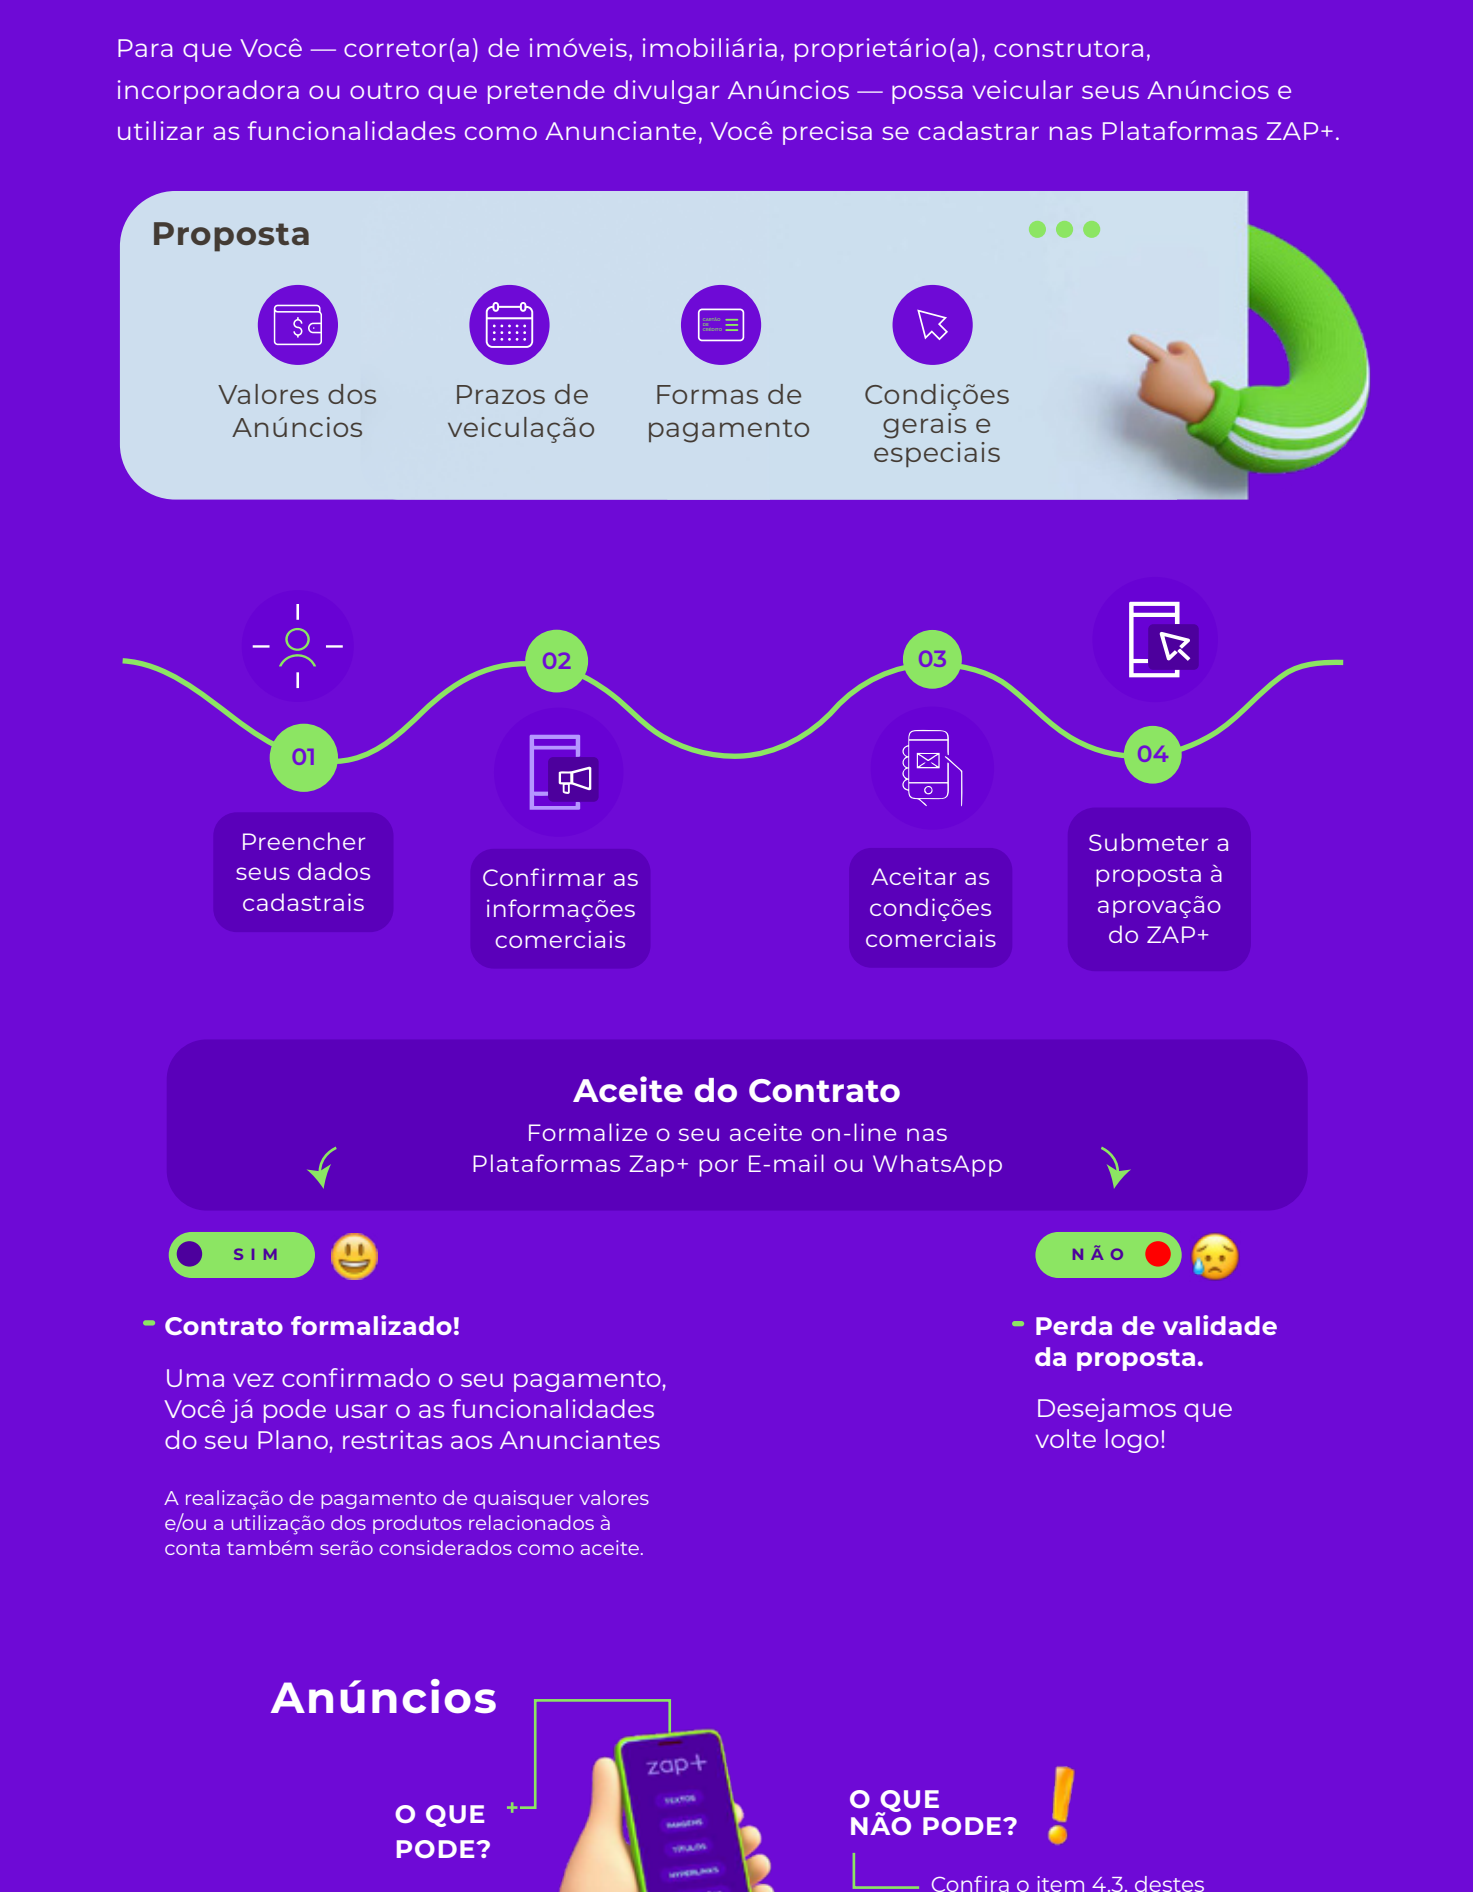 Para que Você — corretor(a) de imóveis, imobiliária, proprietário(a), construtora,
incorporadora ou outro que pretende divulgar Anúncios — possa veicular seus Anúncios e
utilizar as funcionalidades como Anunciante, Você precisa se cadastrar nas Plataformas ZAP+.
Proposta
$
CARTÃO
DE
CRÉDITO
Valores dos
Anúncios
Prazos de
veiculação
Formas de
pagamento
Condições
gerais e
especiais
01
Preencher
seus dados
cadastrais
02
Confirmar as
informações
comerciais
03
Aceitar as
condições
comerciais
04
Submeter a
proposta à
aprovação
do ZAP+
Aceite do Contrato
Formalize o seu aceite on-line nas
Plataformas Zap+ por E-mail ou WhatsApp
SIM
Contrato formalizado!
Uma vez confirmado o seu pagamento,
Você já pode usar o as funcionalidades
do seu Plano, restritas aos Anunciantes
A realização de pagamento de quaisquer valores
e/ou a utilização dos produtos relacionados à
conta também serão considerados como aceite.
NÃO
Perda de validade
da proposta.
Desejamos que
volte logo!
Anúncios
O QUE
PODE?
zap+
TEXTOS
IMAGENS
TÍTULOS
HYPERLINKS
O QUE
NÃO PODE?
Confira o item 4.3. destes